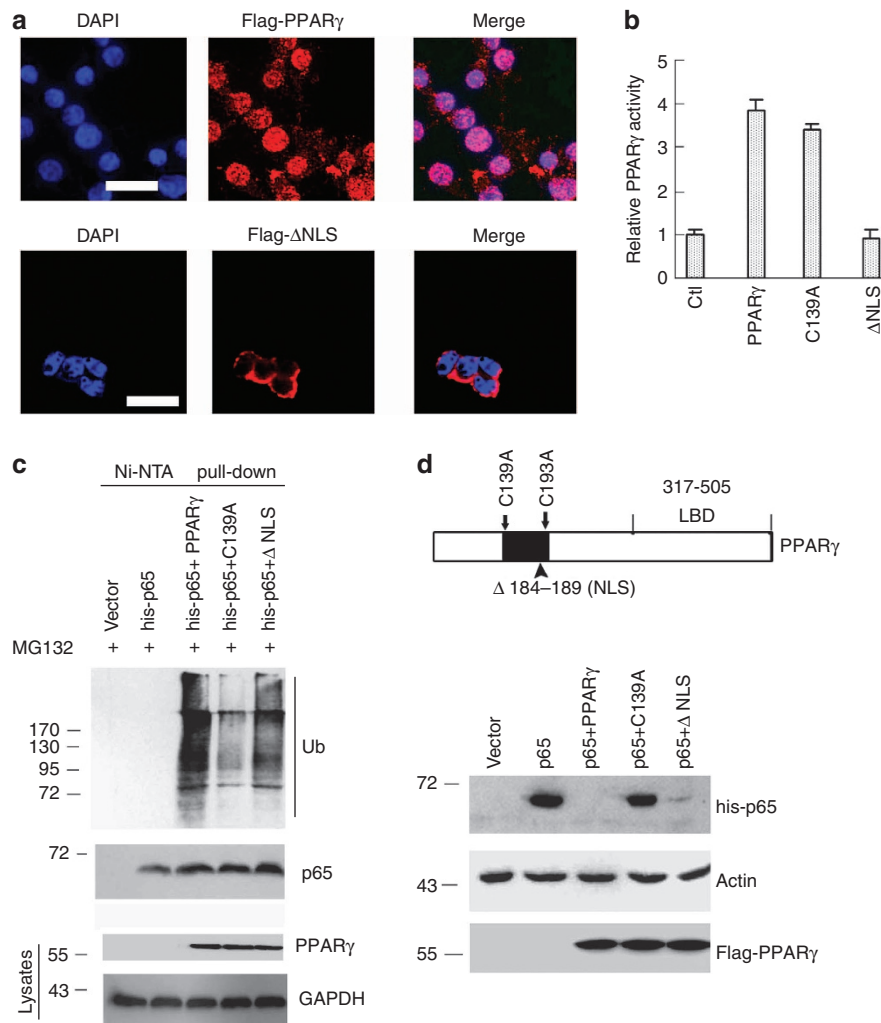 a
DAPI
Flag-PPARγ
Merge
DAPI
Flag-ΔNLS
Merge
b
Relative PPARγ activity
5
4
3
2
1
0
Ctl
PPARγ
C139A
ΔNLS
c
Ni-NTA pull-down
Vector
his-p65
his-p65+ PPARγ
his-p65+C139A
his-p65+Δ NLS
MG132 + + + + +
170
130
95
72
Ub
72
p65
Lysates
55
PPARγ
43
GAPDH
d
C139A
C193A
317-505
LBD
PPARγ
Δ 184–189 (NLS)
Vector
p65
p65+PPARγ
p65+C139A
p65+Δ NLS
72
his-p65
43
Actin
55
Flag-PPARγ